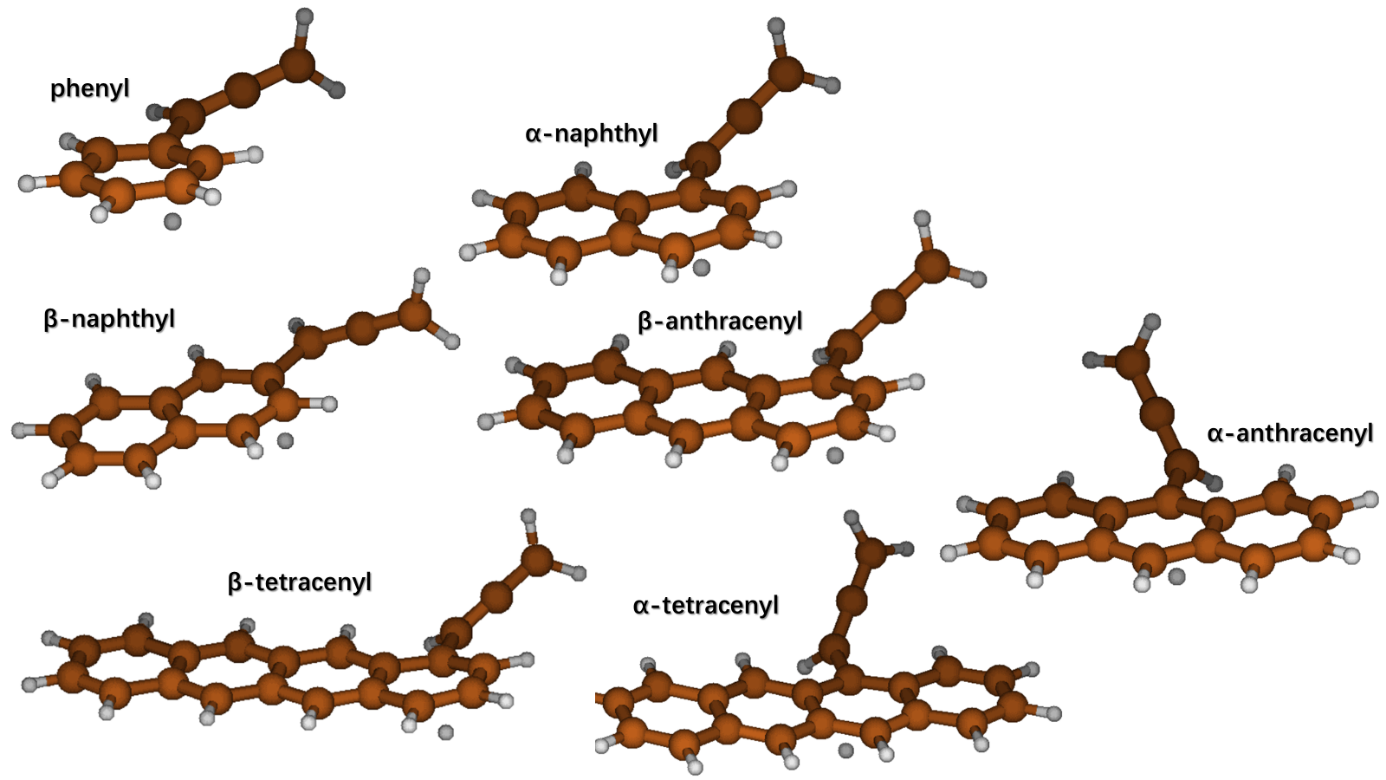 phenyl
α-naphthyl
β-naphthyl
β-anthracenyl
α-anthracenyl
β-tetracenyl
α-tetracenyl